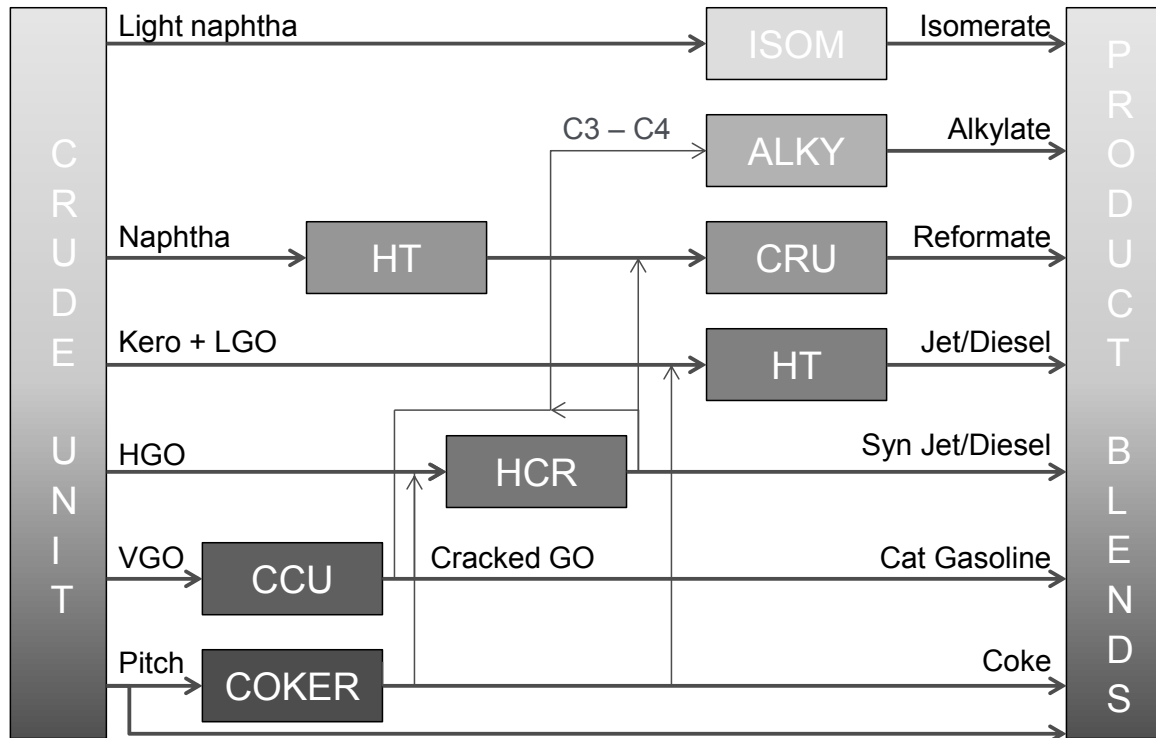 CRUDE UNIT
Light naphtha
ISOM
Isomerate
C3 – C4
ALKY
Alkylate
Naphtha
HT
CRU
Reformate
Kero + LGO
HT
Jet/Diesel
HGO
HCR
Syn Jet/Diesel
VGO
CCU
Cracked GO
Cat Gasoline
Pitch
COKER
Coke
PRODUCT BLENDS